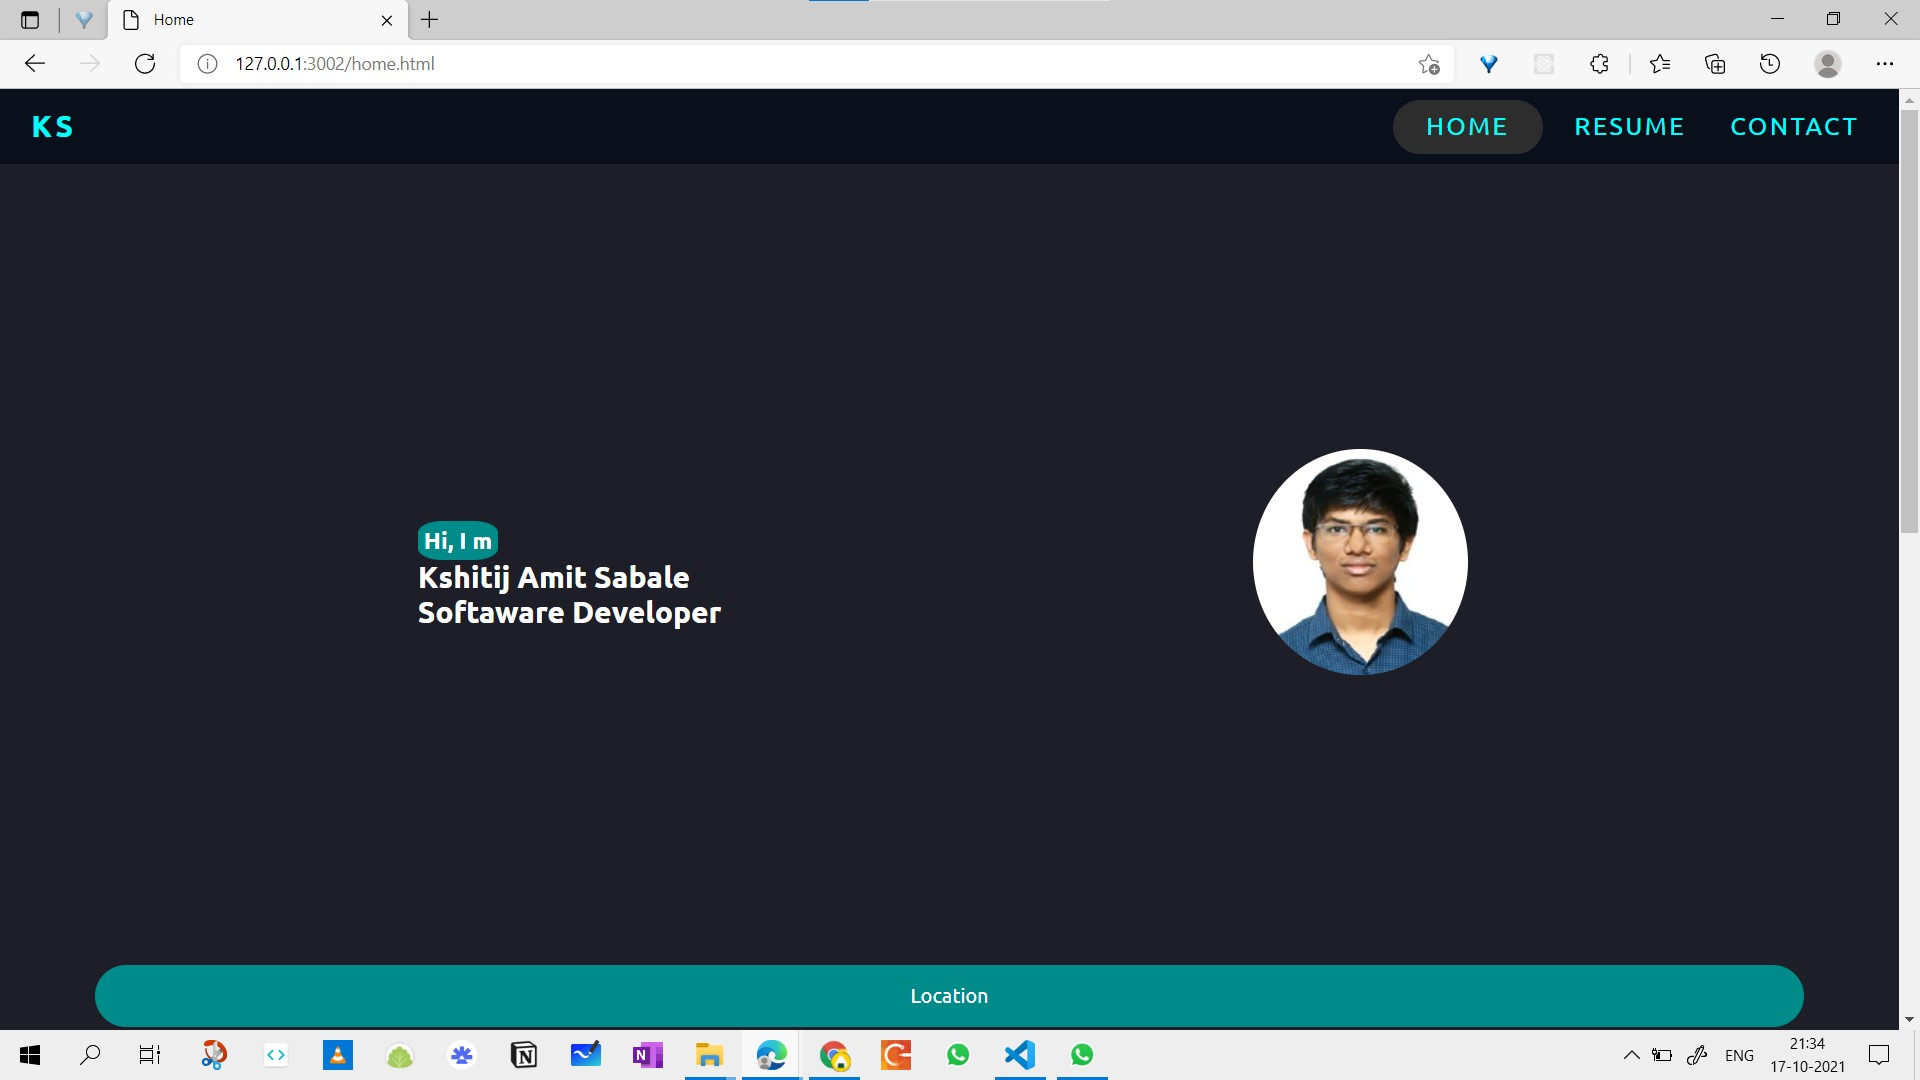 Home
127.0.0.1:3002/home.html
KS
HOME
RESUME
CONTACT
Hi, I m
Kshitij Amit Sabale
Softaware Developer
Location
ENG
21:34
17-10-2021